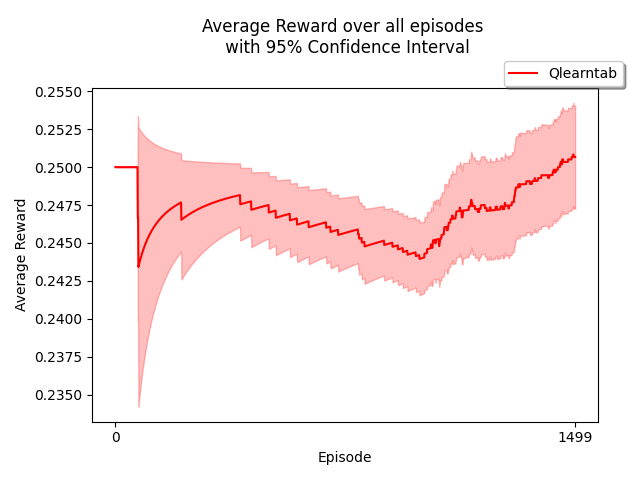 Average Reward over all episodes
with 95% Confidence Interval
Qlearntab
0.2550
0.2525
0.2500
0.2475
0.2450
0.2425
0.2400
0.2375
0.2350
Average Reward
0
1499
Episode